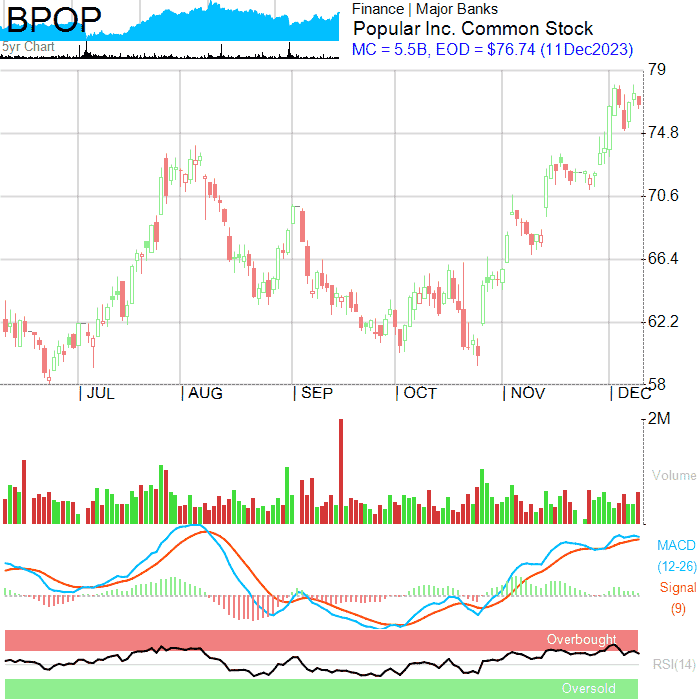 BPOP
5yr Chart
Finance | Major Banks
Popular Inc. Common Stock
MC = 5.5B, EOD = $76.74 (11Dec2023)
79
74.8
70.6
66.4
62.2
58
|JUL |AUG |SEP |OCT |NOV |DEC
2M
Volume
MACD
(12-26)
Signal
(9)
Overbought
RSI(14)
Oversold